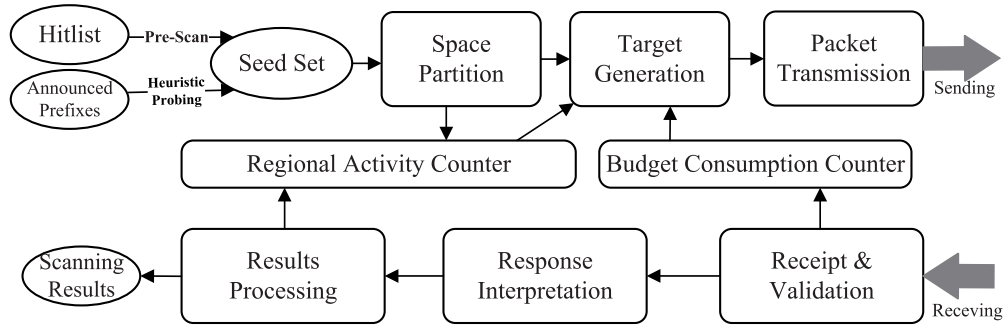 Hitlist
Pre-Scan
Announced
Prefixes
Heuristic
Probing
Seed Set
Space
Partition
Target
Generation
Packet
Transmission
Sending
Regional Activity Counter
Budget Consumption Counter
Scanning
Results
Results
Processing
Response
Interpretation
Receipt &
Validation
Receving